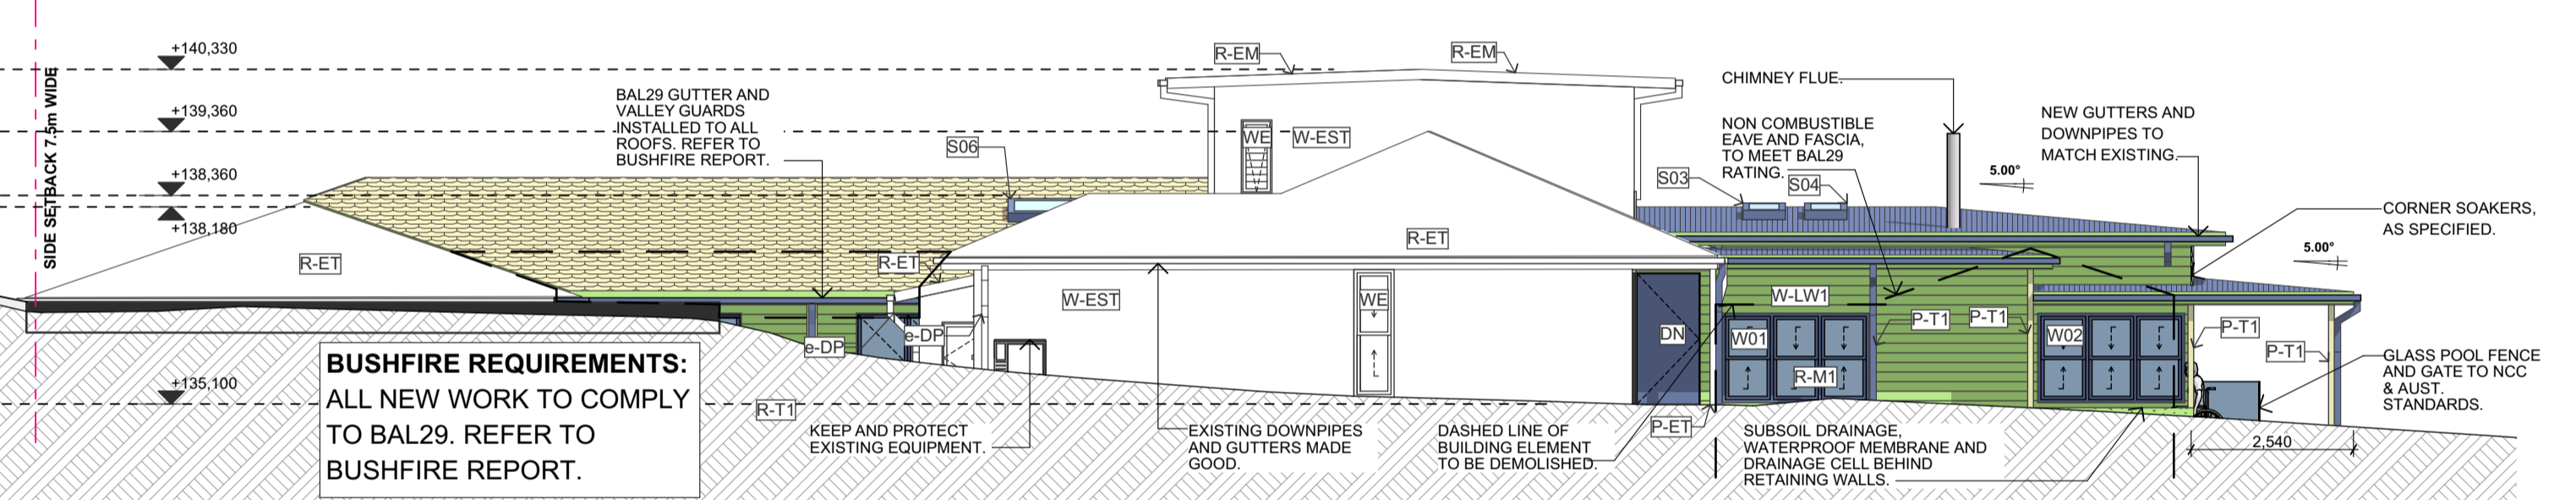 SIDE SETBACK 7.5m WIDE
+140,330
+139,360
+138,360
+138,180
+135,100
R-ET
BUSHFIRE REQUIREMENTS:
ALL NEW WORK TO COMPLY
TO BAL29. REFER TO
BUSHFIRE REPORT.
BAL29 GUTTER AND
VALLEY GUARDS
INSTALLED TO ALL
ROOFS. REFER TO
BUSHFIRE REPORT.
R-T1
e-DP
R-ET
e-DP
S06
KEEP AND PROTECT
EXISTING EQUIPMENT.
W-EST
R-EM
R-EM
WE
W-EST
R-ET
WE
EXISTING DOWNPIPES
AND GUTTERS MADE
GOOD.
DASHED LINE OF
BUILDING ELEMENT
TO BE DEMOLISHED.
DN
P-ET
CHIMNEY FLUE.
NON COMBUSTIBLE
EAVE AND FASCIA,
TO MEET BAL29
RATING.
S03
S04
5.00°
NEW GUTTERS AND
DOWNPIPES TO
MATCH EXISTING.
CORNER SOAKERS,
AS SPECIFIED.
5.00°
W-LW1
W01
R-M1
P-T1
P-T1
W02
P-T1
P-T1
GLASS POOL FENCE
AND GATE TO NCC
& AUST.
STANDARDS.
SUBSOIL DRAINAGE,
WATERPROOF MEMBRANE AND
DRAINAGE CELL BEHIND
RETAINING WALLS.
2,540